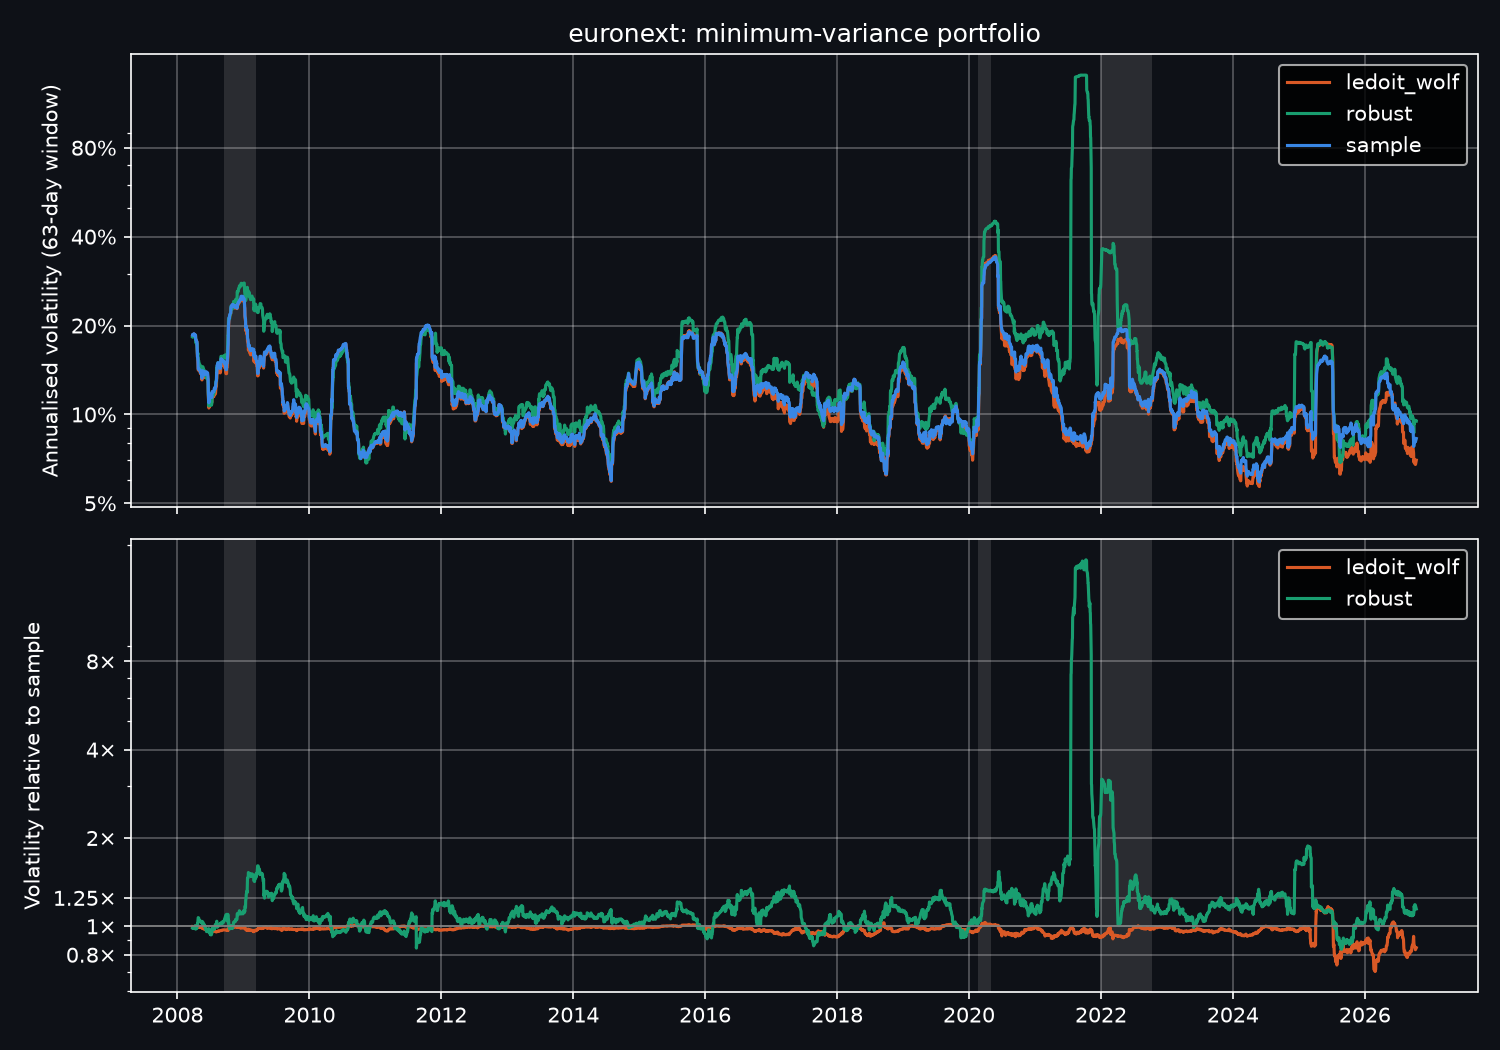 euronext: minimum-variance portfolio
Annualised volatility (63-day window)
80%
40%
20%
10%
5%
ledoit_wolf
robust
sample
Volatility relative to sample
8×
4×
2×
1.25×
1×
0.8×
ledoit_wolf
robust
2008 2010 2012 2014 2016 2018 2020 2022 2024 2026